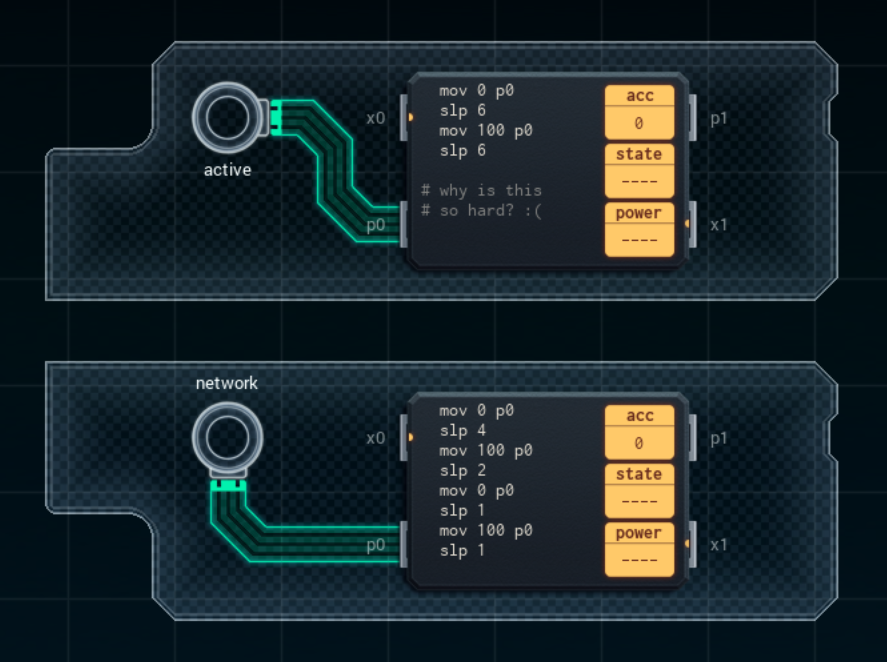 active
x0
p0
mov 0 p0
slp 6
mov 100 p0
slp 6
# why is this
# so hard? :(
acc
0
state
----
power
----
p1
x1
network
x0
p0
mov 0 p0
slp 4
mov 100 p0
slp 2
mov 0 p0
slp 1
mov 100 p0
slp 1
acc
0
state
----
power
----
p1
x1